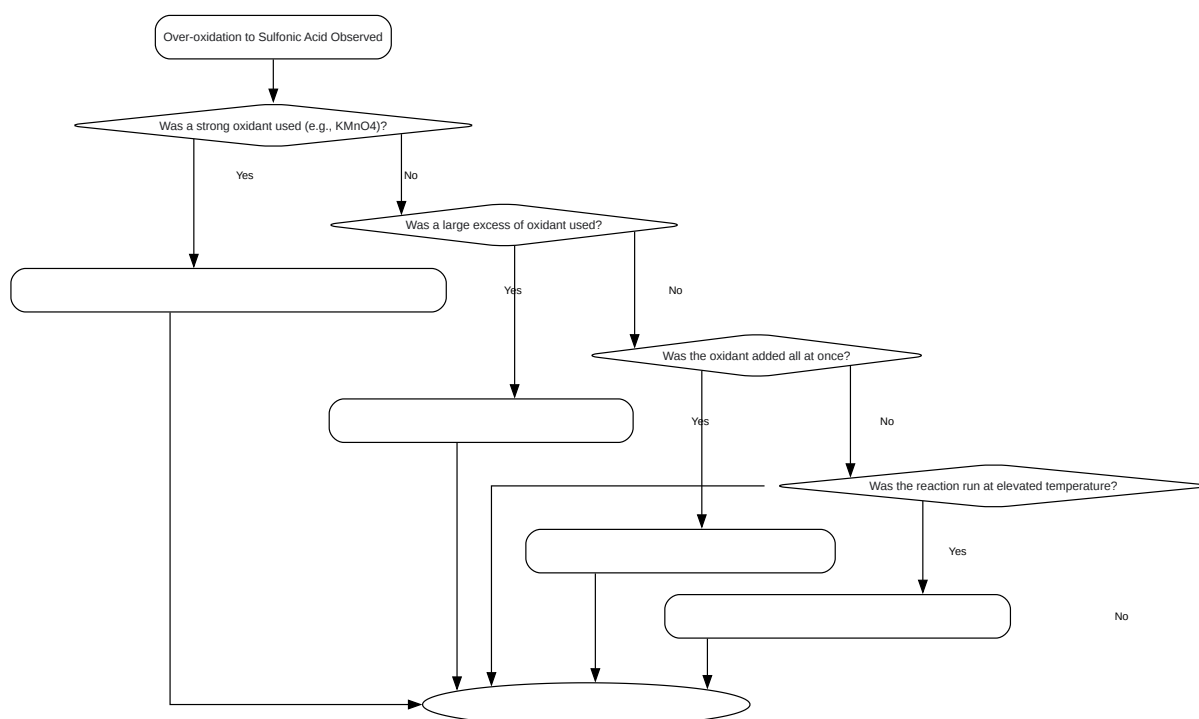 Over-oxidation to Sulfonic Acid Observed
Was a strong oxidant used (e.g., KMnO4)?
Yes
No
Was a large excess of oxidant used?
Yes
No
Was the oxidant added all at once?
Yes
No
Was the reaction run at elevated temperature?
Yes
No